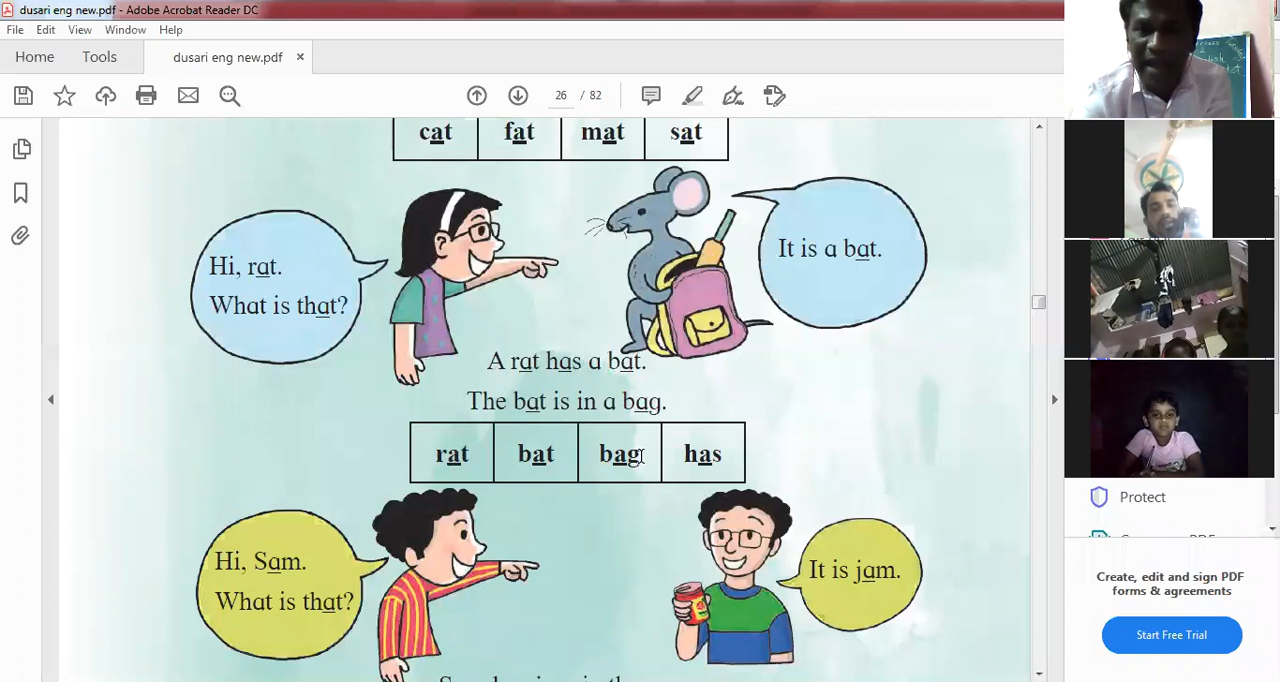 dusari eng new.pdf - Adobe Acrobat Reader DC
File Edit View Window Help
Home Tools dusari eng new.pdf ×
26 / 82
cat fat mat sat
Hi, rat.
What is that?
It is a bat.
A rat has a bat.
The bat is in a bag.
rat bat bag has
Hi, Sam.
What is that?
It is jam.
Protect
Create, edit and sign PDF
forms & agreements
Start Free Trial